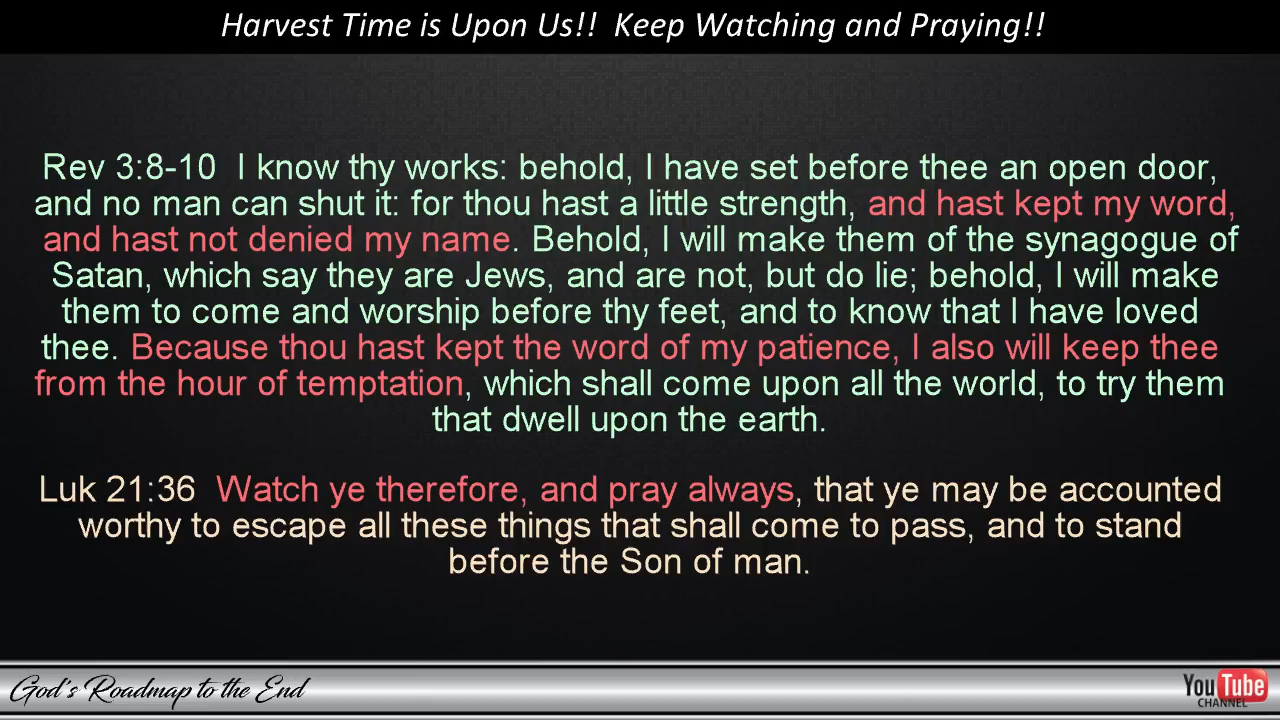 Harvest Time is Upon Us!!  Keep Watching and Praying!!
Rev 3:8-10  I know thy works: behold, I have set before thee an open door,
and no man can shut it: for thou hast a little strength, and hast kept my word,
and hast not denied my name. Behold, I will make them of the synagogue of
Satan, which say they are Jews, and are not, but do lie; behold, I will make
them to come and worship before thy feet, and to know that I have loved
thee. Because thou hast kept the word of my patience, I also will keep thee
from the hour of temptation, which shall come upon all the world, to try them
that dwell upon the earth.
Luk 21:36  Watch ye therefore, and pray always, that ye may be accounted
worthy to escape all these things that shall come to pass, and to stand
before the Son of man.
God's Roadmap to the End
YouTube
CHANNEL